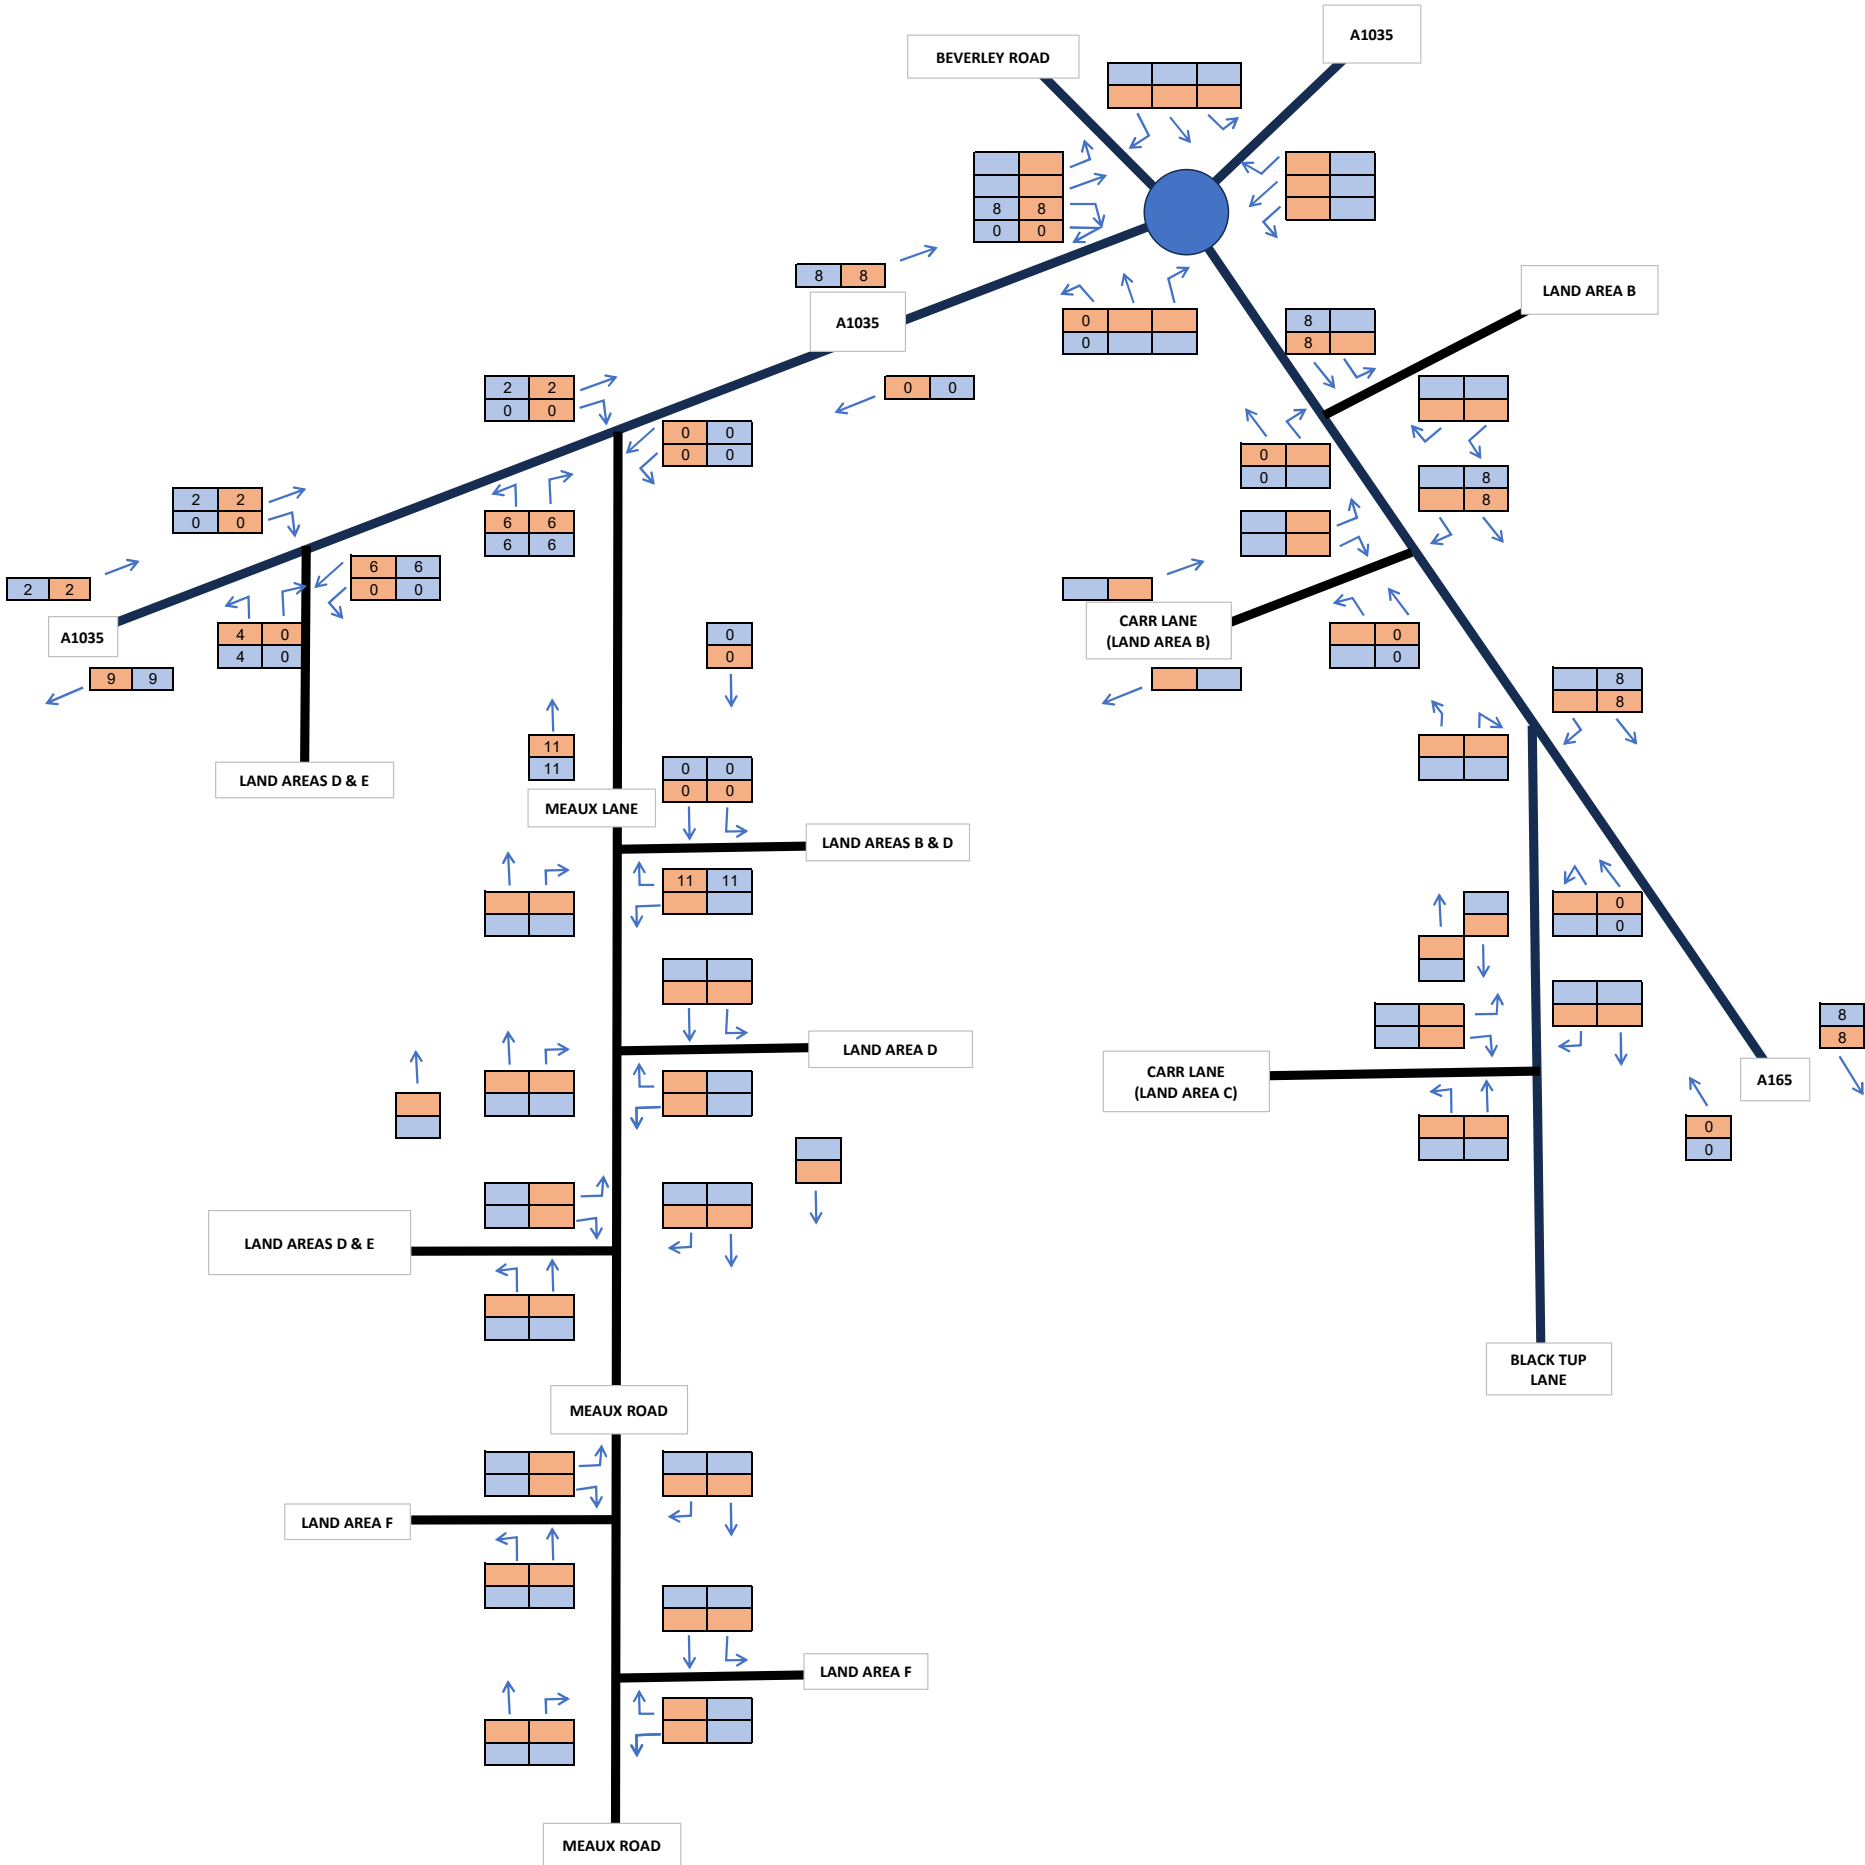 A1035
BEVERLEY ROAD
8 8
0 0
8 8
A1035
0
0
LAND AREA B
8
8
2 2
0 0
0 0
0 0
0 0
0
0
8
8
2 2
0 0
6 6
6 6
2 2
6 6
0 0
A1035
4 0
4 0
9 9
0
0
CARR LANE
(LAND AREA B)
0
0
8
8
11
11
LAND AREAS D & E
0 0
0 0
MEAUX LANE
LAND AREAS B & D
11 11
0
0
8
8
LAND AREA D
CARR LANE
(LAND AREA C)
A165
0
0
LAND AREAS D & E
BLACK TUP
LANE
MEAUX ROAD
LAND AREA F
LAND AREA F
MEAUX ROAD